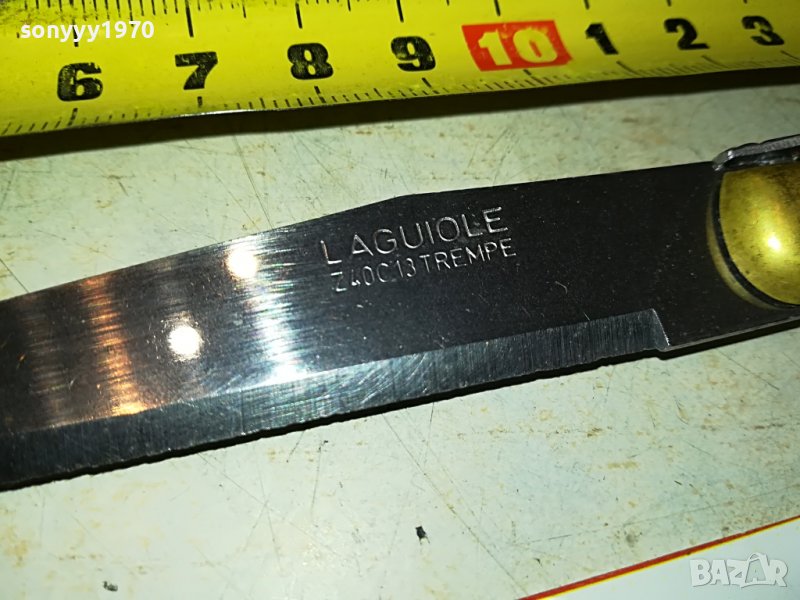 sonyyy1970
6 7 8 9 10 1 2 3
LAGUIOLE
Z40C13 TREMPE
BAZAR